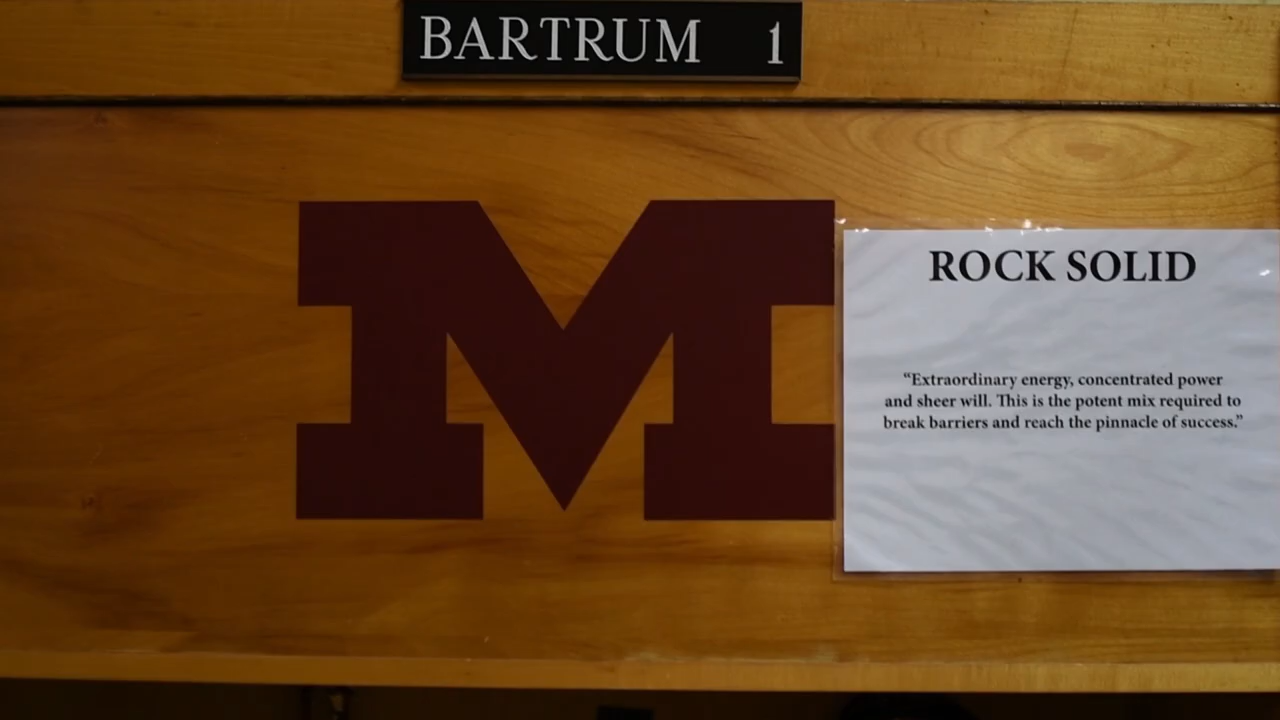 BARTRUM 1
M
ROCK SOLID
“Extraordinary energy, concentrated power
and sheer will. This is the potent mix required to
break barriers and reach the pinnacle of success.”